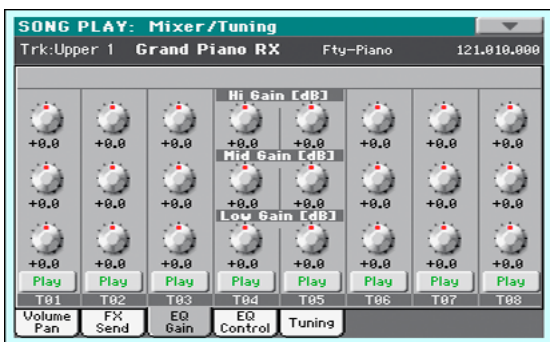 SONG PLAY: Mixer/Tuning
Trk:Upper 1 Grand Piano RX Fty-Piano 121.010.000
Hi Gain [dB]
+0.0 +0.0 +0.0 +0.0 +0.0 +0.0 +0.0 +0.0
Mid Gain [dB]
+0.0 +0.0 +0.0 +0.0 +0.0 +0.0 +0.0 +0.0
Low Gain [dB]
+0.0 +0.0 +0.0 +0.0 +0.0 +0.0 +0.0 +0.0
Play Play Play Play Play Play Play Play
T01 T02 T03 T04 T05 T06 T07 T08
Volume Pan FX Send EQ Gain EQ Control Tuning